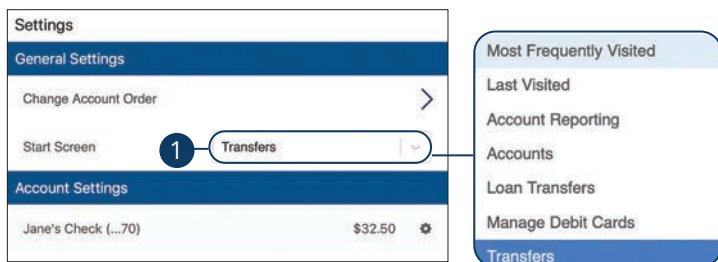 Settings
General Settings
Change Account Order
Start Screen
1
Transfers
Account Settings
Jane's Check (...70) $32.50
Most Frequently Visited
Last Visited
Account Reporting
Accounts
Loan Transfers
Manage Debit Cards
Transfers